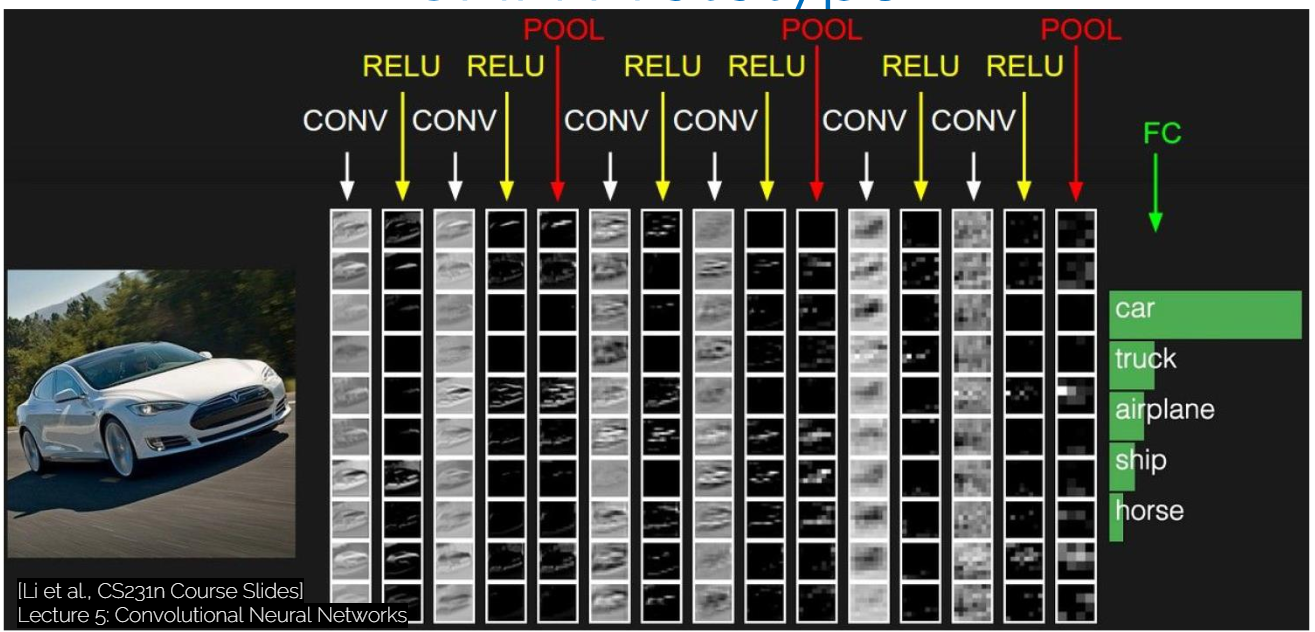 POOL POOL POOL
RELU RELU RELU RELU RELU RELU
CONV CONV CONV CONV CONV CONV
FC
car
truck
airplane
ship
horse
[Li et al., CS231n Course Slides]
Lecture 5: Convolutional Neural Networks